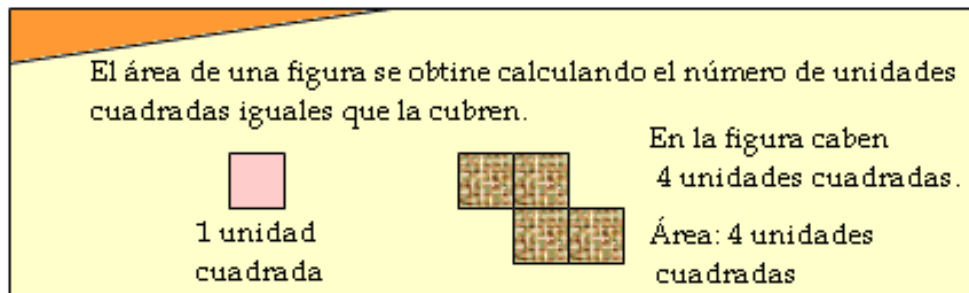 El área de una figura se obtine calculando el número de unidades
cuadradas iguales que la cubren.
En la figura caben
4 unidades cuadradas.
1 unidad
cuadrada
Área: 4 unidades
cuadradas